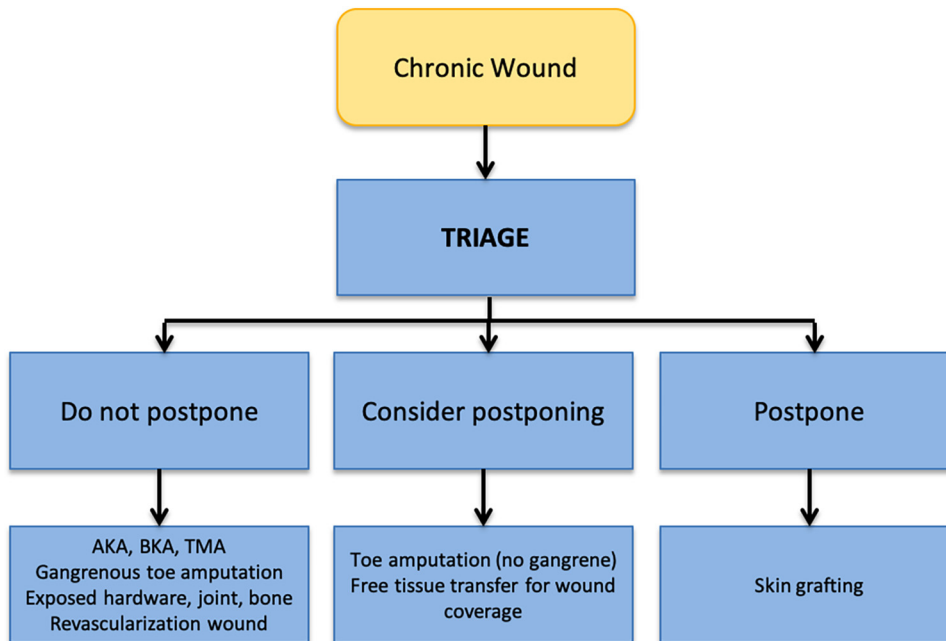 Chronic Wound
TRIAGE
Do not postpone
Consider postponing
Postpone
AKA, BKA, TMA
Gangrenous toe amputation
Exposed hardware, joint, bone
Revascularization wound
Toe amputation (no gangrene)
Free tissue transfer for wound
coverage
Skin grafting